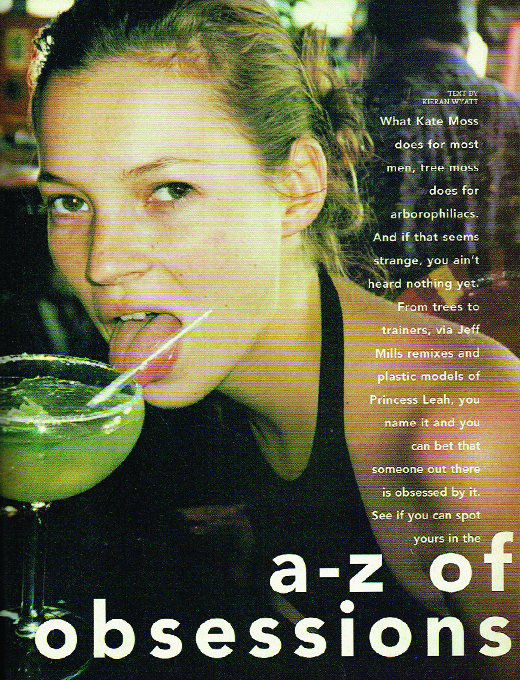 TEXT BY
KIERAN WYATT
What Kate Moss
does for most
men, tree moss
does for
arborophiliacs.
And if that seems
strange, you ain't
heard nothing yet.
From trees to
trainers, via Jeff
Mills remixes and
plastic models of
Princess Leah, you
name it and you
can bet that
someone out there
is obsessed by it.
See if you can spot
yours in the
a-z of
obsessions